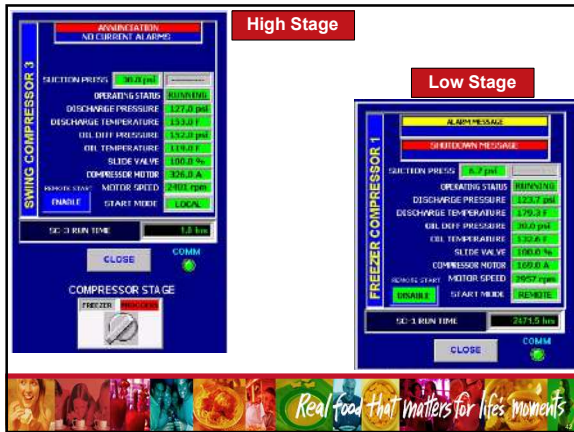 High Stage
ANNUNCIATION
NO CURRENT ALARMS
SWING COMPRESSOR 3
SUCTION PRESS 30.0 psi
OPERATING STATUS RUNNING
DISCHARGE PRESSURE 127.0 psi
DISCHARGE TEMPERATURE 153.0 F
OIL DIFF PRESSURE 152.0 psi
OIL TEMPERATURE 119.0 F
SLIDE VALVE 100.0 %
COMPRESSOR MOTOR 326.0 A
REMOTE START MOTOR SPEED 2401 rpm
ENABLE START MODE LOCAL
SC-3 RUN TIME 1.5 hrs
CLOSE
COMM
COMPRESSOR STAGE
FREEZER PROCESS
Low Stage
ALARM MESSAGE
SHUTDOWN MESSAGE
FREEZER COMPRESSOR 1
SUCTION PRESS 6.7 psi
OPERATING STATUS RUNNING
DISCHARGE PRESSURE 123.7 psi
DISCHARGE TEMPERATURE 179.3 F
OIL DIFF PRESSURE 30.0 psi
OIL TEMPERATURE 132.6 F
SLIDE VALVE 100.0 %
COMPRESSOR MOTOR 169.0 A
REMOTE START MOTOR SPEED 2957 rpm
DISABLE START MODE REMOTE
SC-1 RUN TIME 2471.5 hrs
CLOSE
COMM
Real food that matters for life's moments